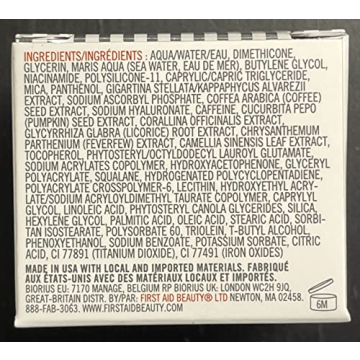 INGREDIENTS/INGRÉDIENTS: AQUA/WATER/EAU, DIMETHICONE,
GLYCERIN, MARIS AQUA (SEA WATER, EAU DE MER), BUTYLENE GLYCOL,
NIACINAMIDE, POLYSILICONE-11, CAPRYLIC/CAPRIC TRIGLYCERIDE,
MICA, PANTHENOL, GIGARTINA STELLATA/KAPPAPHYCUS ALVAREZII
EXTRACT, SODIUM ASCORBYL PHOSPHATE, COFFEA ARABICA (COFFEE)
SEED EXTRACT, SODIUM HYALURONATE, CAFFEINE, CUCURBITA PEPO
(PUMPKIN) SEED EXTRACT, CORALLINA OFFICINALIS EXTRACT,
GLYCYRRHIZA GLABRA (LICORICE) ROOT EXTRACT, CHRYSANTHEMUM
PARTHENIUM (FEVERFEW) EXTRACT, CAMELLIA SINENSIS LEAF EXTRACT,
TOCOPHEROL, PHYTOSTERYL/OCTYLDODECYL LAUROYL GLUTAMATE,
SODIUM ACRYLATES COPOLYMER, HYDROXYACETOPHENONE, GLYCERYL
POLYACRYLATE, SQUALANE, HYDROGENATED POLYCYCLOPENTADIENE,
POLYACRYLATE CROSSPOLYMER-6, LECITHIN, HYDROXYETHYL ACRY-
LATE/SODIUM ACRYLOYLDIMETHYL TAURATE COPOLYMER, CAPRYLYL
GLYCOL, LINOLEIC ACID, PHYTOSTERYL CANOLA GLYCERIDES, SILICA,
HEXYLENE GLYCOL, PALMITIC ACID, OLEIC ACID, STEARIC ACID, SORBI-
TAN ISOSTEARATE, POLYSORBATE 60, TRIOLEIN, T-BUTYL ALCOHOL,
PHENOXYETHANOL, SODIUM BENZOATE, POTASSIUM SORBATE, CITRIC
ACID, CI 77891 (TITANIUM DIOXIDE), CI 77491 (IRON OXIDES)
MADE IN USA WITH LOCAL AND IMPORTED MATERIALS. FABRIQUÉ
AUX ÉTATS-UNIS AVEC DES MATÉRIAUX LOCAUX ET IMPORTÉS.
BIORIUS EU- 7170 MANAGE, BELGIUM RP BIORIUS UK- LONDON WC2H 9JQ,
GREAT-BRITAIN DISTR. BY/PAR: FIRST AID BEAUTY® LTD NEWTON, MA 02458.
888-FAB-3063. WWW.FIRSTAIDBEAUTY.COM
6M